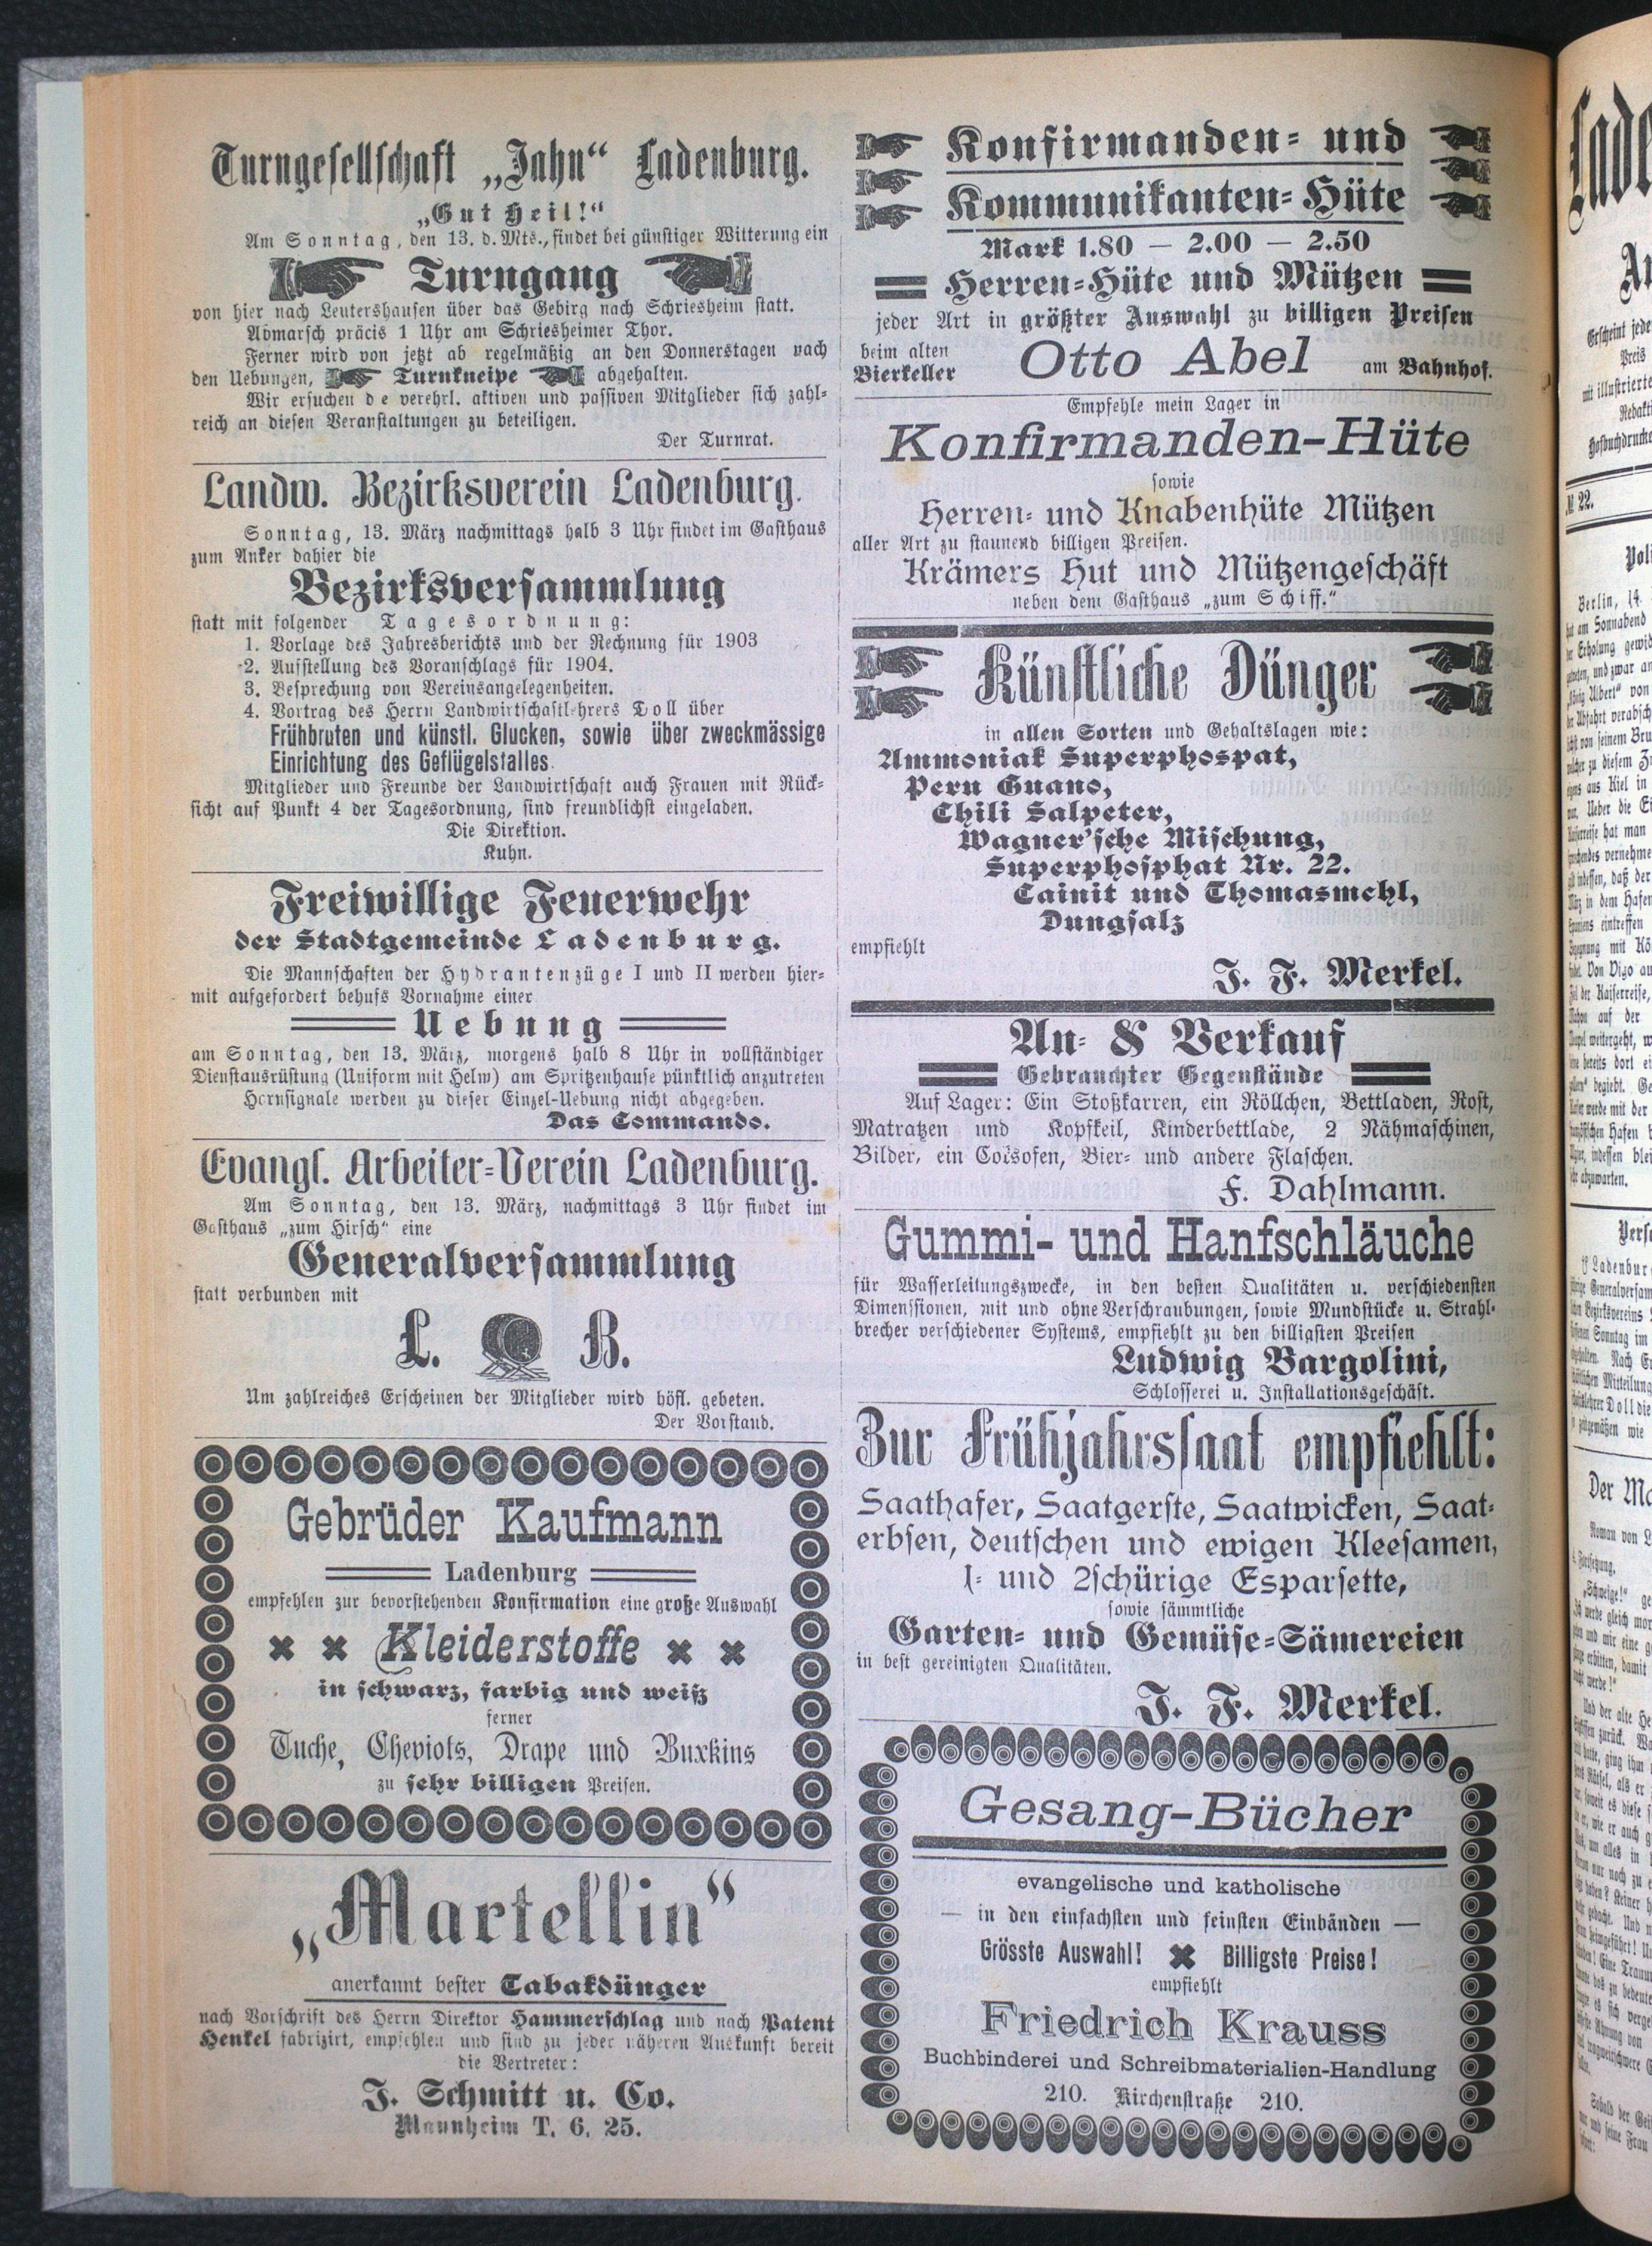 Turngesellschaft „Jahn“ Ladenburg.
„Gut Heil!“
Am Sonntag, den 13. d. Mts., findet bei günstiger Witterung ein
Turngang
von hier nach Leutershausen über das Gebirg nach Schriesheim statt.
Abmarsch präcis 1 Uhr am Schriesheimer Thor.
Ferner wird von jetzt ab regelmäßig an den Donnerstagen nach
den Uebungen, Turnkneipe abgehalten.
Wir ersuchen d e verehrl. aktiven und passiven Mitglieder sich zahl-
reich an diesen Veranstaltungen zu beteiligen.
Der Turnrat.
Landw. Bezirksverein Ladenburg.
Sonntag, 13. März nachmittags halb 3 Uhr findet im Gasthaus
zum Anker dahier die
Bezirksversammlung
statt mit folgender Tagesordnung:
1. Vorlage des Jahresberichts und der Rechnung für 1903
2. Aufstellung des Voranschlags für 1904.
3. Besprechung von Vereinsangelegenheiten.
4. Vortrag des Herrn Landwirtschaftlehrers Doll über
Frühbruten und künstl. Glucken, sowie über zweckmässige
Einrichtung des Geflügelstalles.
Mitglieder und Freunde der Landwirtschaft auch Frauen mit Rück-
sicht auf Punkt 4 der Tagesordnung, sind freundlichst eingeladen.
Die Direktion.
Kuhn.
Freiwillige Feuerwehr
der Stadtgemeinde Ladenburg.
Die Mannschaften der Hydrantenzüge I und II werden hier-
mit aufgefordert behufs Vornahme einer
Uebung
am Sonntag, den 13. März, morgens halb 8 Uhr in vollständiger
Dienstausrüstung (Uniform mit Helm) am Spritzenhause pünktlich anzutreten
Hornsignale werden zu dieser Einzel-Uebung nicht abgegeben.
Das Commando.
Evangl. Arbeiter-Verein Ladenburg.
Am Sonntag, den 13. März, nachmittags 3 Uhr findet im
Gasthaus „zum Hirsch“ eine
Generalversammlung
statt verbunden mit
L. B.
Um zahlreiches Erscheinen der Mitglieder wird höfl. gebeten.
Der Vorstand.
Gebrüder Kaufmann
Ladenburg
empfehlen zur bevorstehenden Konfirmation eine große Auswahl
Kleiderstoffe
in schwarz, farbig und weiß
ferner
Tuche, Cheviots, Drape und Buxkins
zu sehr billigen Preisen.
„Martellin“
anerkannt bester Tabakdünger
nach Vorschrift des Herrn Direktor Hammerschlag und nach Patent
Henkel fabrizirt, empfehlen und sind zu jeder näheren Auskunft bereit
die Vertreter:
J. Schmitt u. Co.
Mannheim T. 6, 25.
Konfirmanden- und
Kommunikanten-Hüte
Mark 1.80 — 2.00 — 2.50
Herren-Hüte und Mützen
jeder Art in größter Auswahl zu billigen Preisen
beim alten
Bierkeller Otto Abel am Bahnhof.
Empfehle mein Lager in
Konfirmanden-Hüte
sowie
Herren- und Knabenhüte Mützen
aller Art zu staunend billigen Preisen.
Krämers Hut und Mützengeschäft
neben dem Gasthaus „zum Schiff.“
Künstliche Dünger
in allen Sorten und Gehaltslagen wie:
Ammoniak Superphospat,
Peru Guano,
Chili Salpeter,
Wagner'sche Mischung,
Superphosphat Nr. 22.
Cainit und Thomasmehl,
Dungsalz
empfiehlt
J. F. Merkel.
An- & Verkauf
Gebrauchter Gegenstände
Auf Lager: Ein Stoßkarren, ein Röllchen, Bettladen, Rost,
Matratzen und Kopfkeil, Kinderbettlade, 2 Nähmaschinen,
Bilder, ein Coisofen, Bier- und andere Flaschen.
F. Dahlmann.
Gummi- und Hanfschläuche
für Wasserleitungszwecke, in den besten Qualitäten u. verschiedensten
Dimensionen, mit und ohne Verschraubungen, sowie Mundstücke u. Strahl-
brecher verschiedener Systems, empfiehlt zu den billigsten Preisen
Ludwig Bargolini,
Schlosserei u. Installationsgeschäft.
Zur Frühjahrssaat empfiehlt:
Saathafer, Saatgerste, Saatwicken, Saat-
erbsen, deutschen und ewigen Kleesamen,
1- und 2schürige Esparsette,
sowie sämmtliche
Garten- und Gemüse-Sämereien
in best gereinigten Qualitäten.
J. F. Merkel.
Gesang-Bücher
evangelische und katholische
— in den einfachsten und feinsten Einbänden —
Grösste Auswahl! Billigste Preise!
empfiehlt
Friedrich Krauss
Buchbinderei und Schreibmaterialien-Handlung
210. Kirchenstraße 210.
Erscheint jede
Preis
mit illustrierte
№ 22.
Berlin, 14.